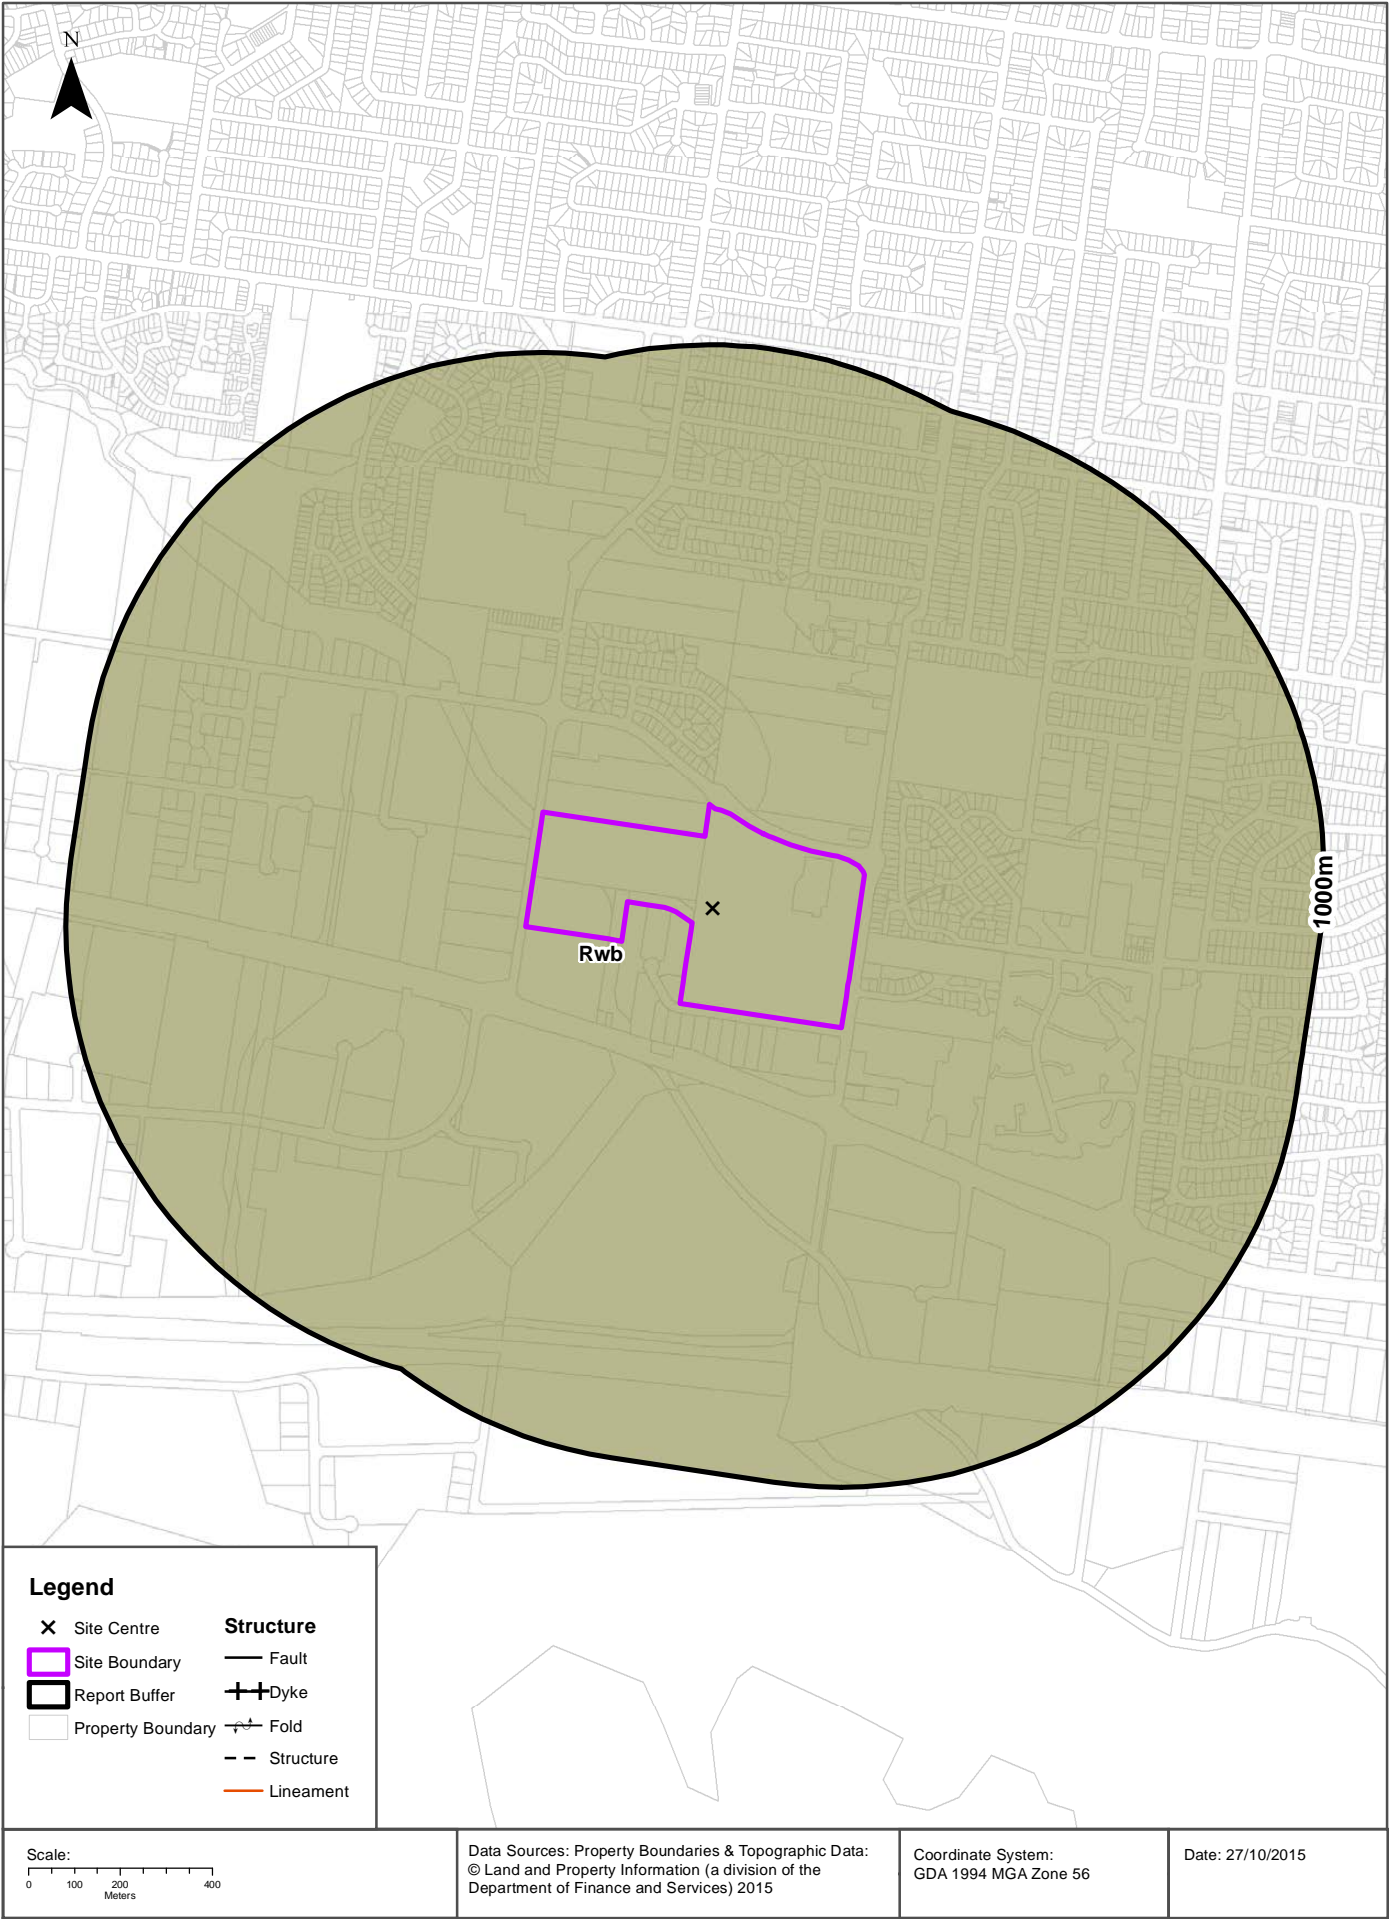 N
1000m
Rwb
Legend
Site Centre
Site Boundary
Report Buffer
Property Boundary
Structure
Fault
Dyke
Fold
Structure
Lineament
Scale:
0 100 200 400
Meters
Data Sources: Property Boundaries & Topographic Data:
© Land and Property Information (a division of the
Department of Finance and Services) 2015
Coordinate System:
GDA 1994 MGA Zone 56
Date: 27/10/2015